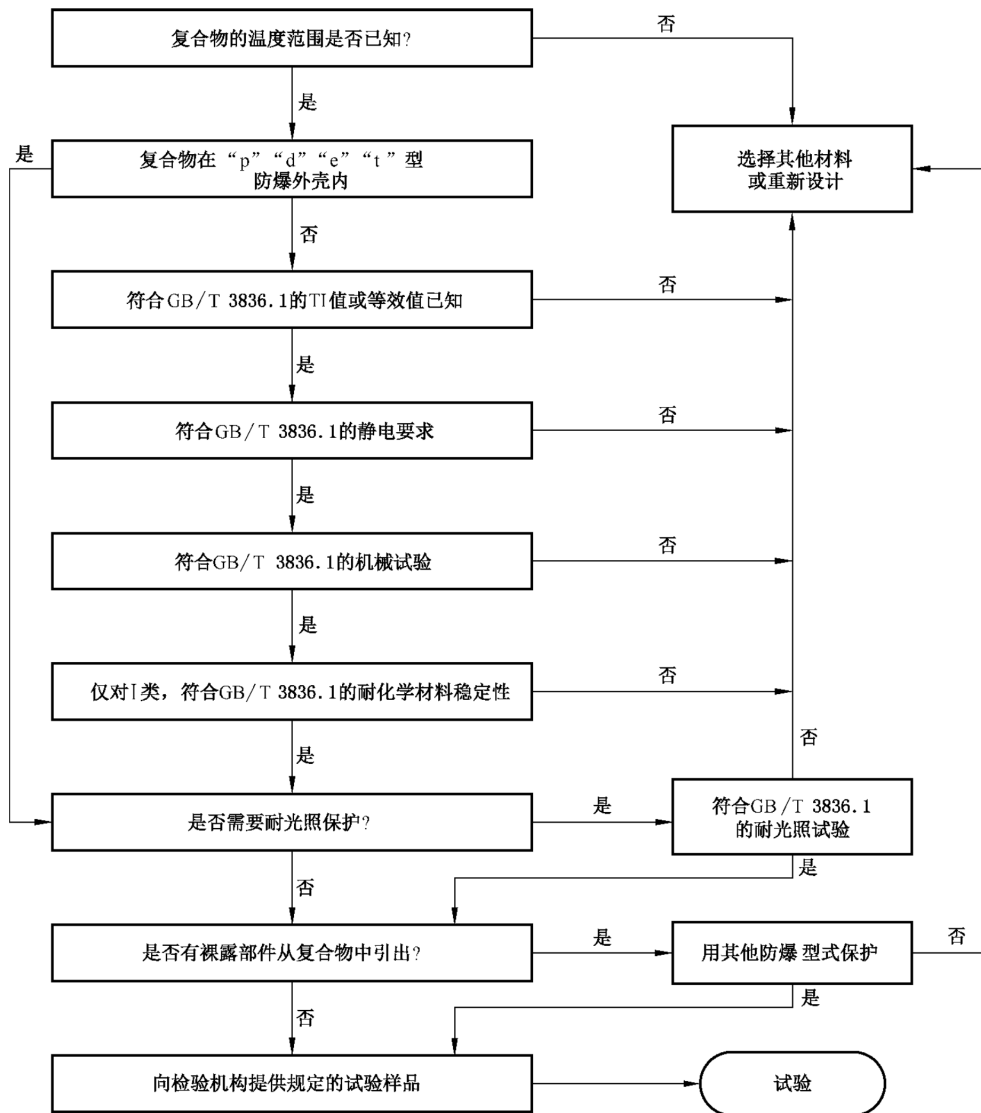 复合物的温度范围是否已知?
否
是
是
复合物在“p”“d”“e”“t”型
防爆外壳内
选择其他材料
或重新设计
否
符合GB/T 3836.1的TI值或等效值已知
否
是
符合GB/T 3836.1的静电要求
否
是
符合GB/T 3836.1的机械试验
否
是
仅对I类，符合GB/T 3836.1的耐化学材料稳定性
否
是
否
是否需要耐光照保护?
是
符合GB/T 3836.1
的耐光照试验
否
是
是否有裸露部件从复合物中引出?
是
用其他防爆型式保护
否
否
是
向检验机构提供规定的试验样品
试验